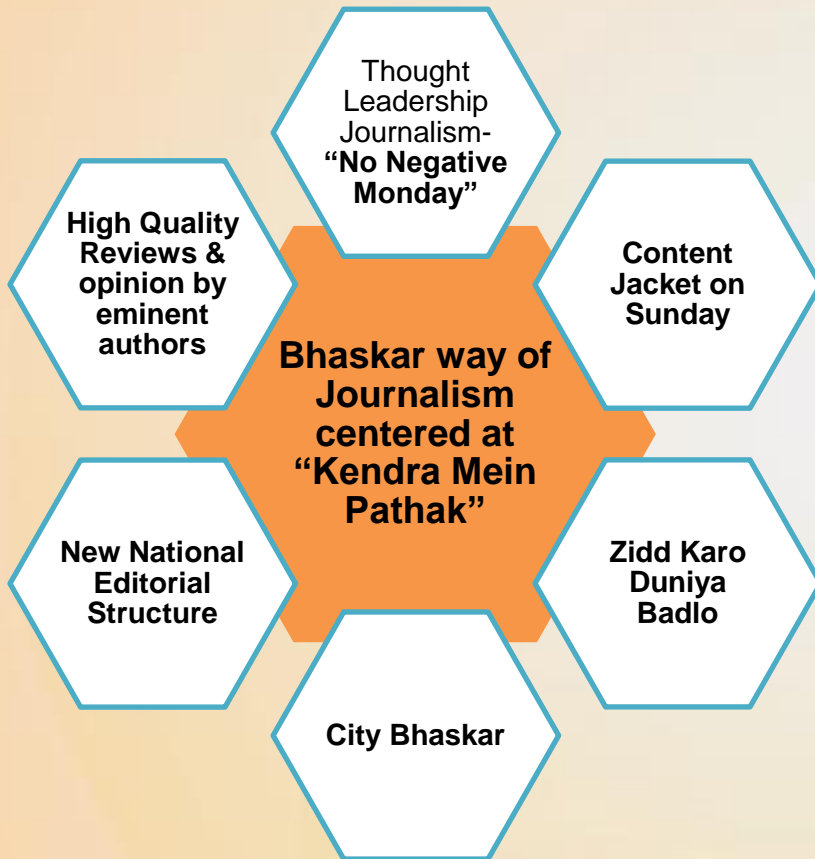 Thought
Leadership
Journalism-
“No Negative
Monday”
High Quality
Reviews &
opinion by
eminent
authors
Content
Jacket on
Sunday
Bhaskar way of
Journalism
centered at
“Kendra Mein
Pathak”
New National
Editorial
Structure
Zidd Karo
Duniya
Badlo
City Bhaskar